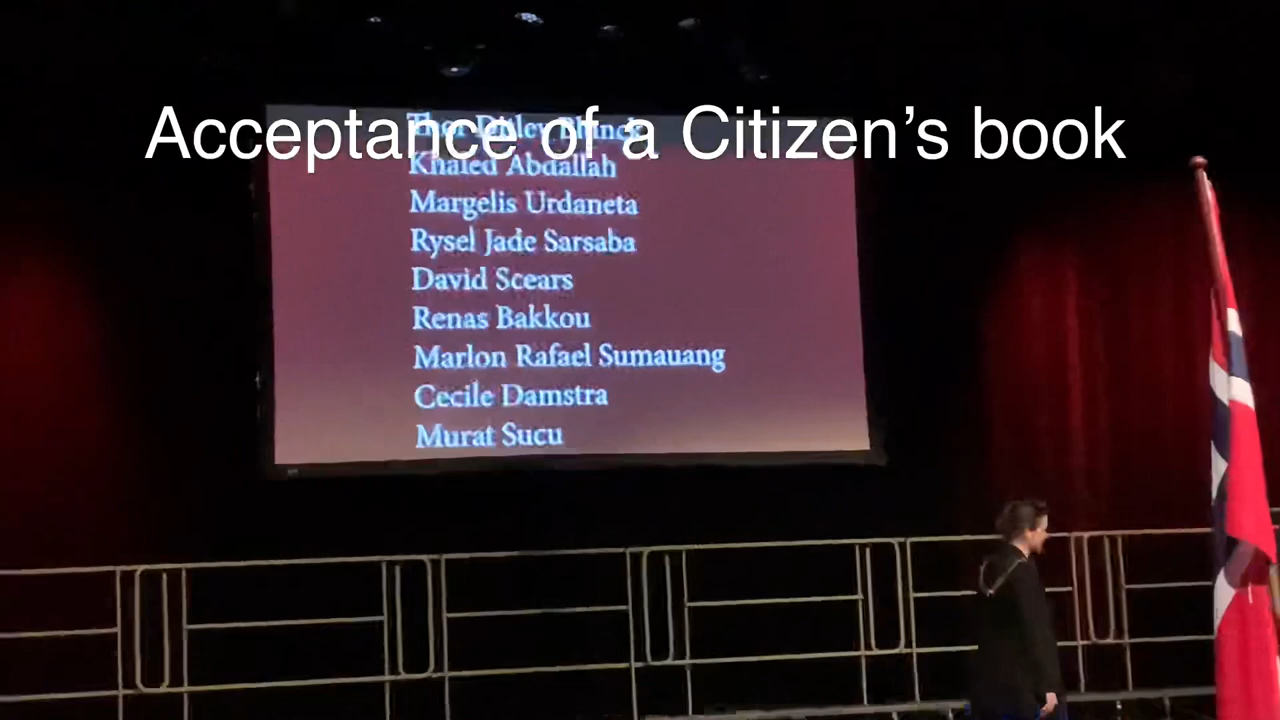 Acceptance of a Citizen’s book
Khaled Abdallah
Margelis Urdaneta
Rysel Jade Sarsaba
David Scears
Renas Bakkou
Marlon Rafael Sumauang
Cecile Damstra
Murat Sucu